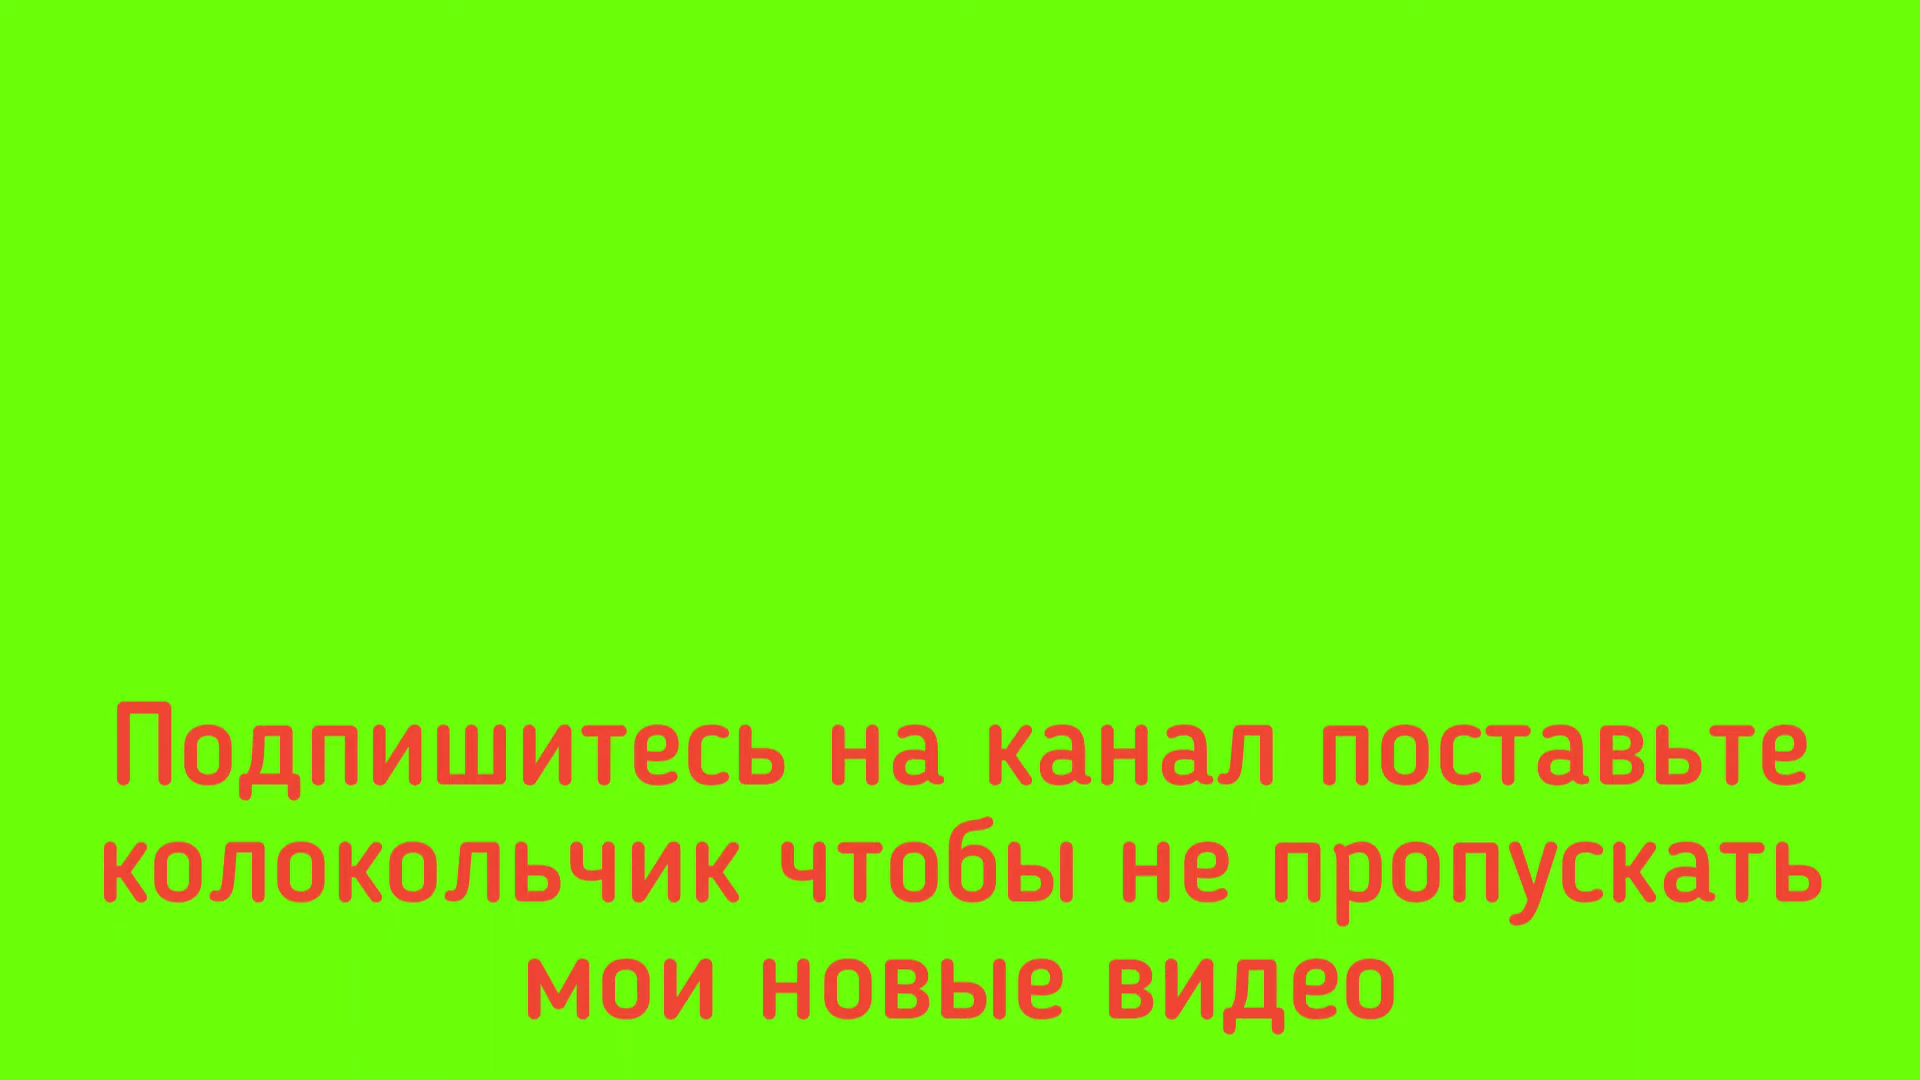 Подпишитесь на канал поставьте
колокольчик чтобы не пропускать
мои новые видео